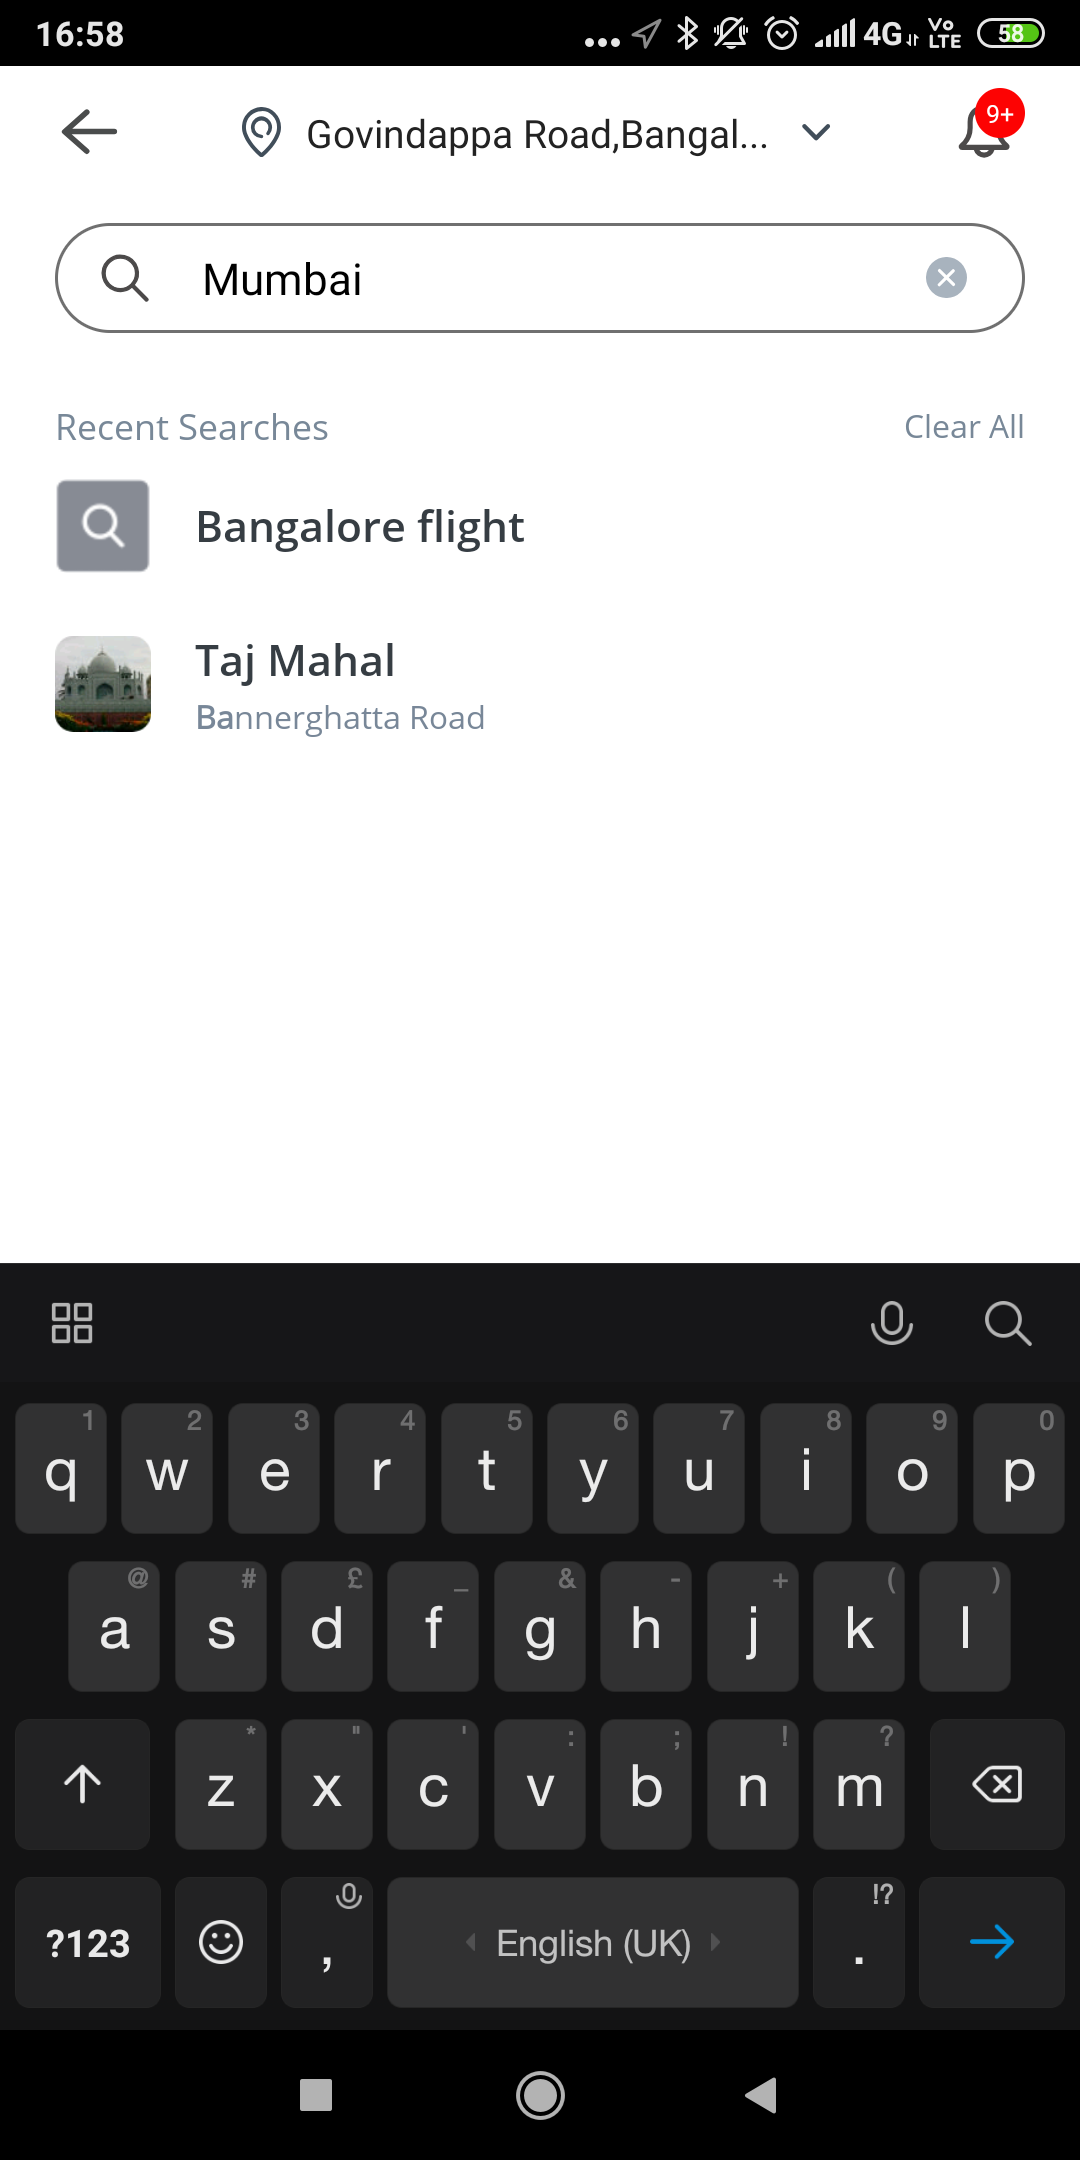 16:58
4G
Vo
LTE
58
Govindappa Road,Bangal...
9+
Mumbai
Recent Searches
Clear All
Bangalore flight
Taj Mahal
Bannerghatta Road
1 2 3 4 5 6 7 8 9 0
q w e r t y u i o p
@ # £ _ & - + ( )
a s d f g h j k l
* " ' : ; ! ?
z x c v b n m
!?
?123 , English (UK) .